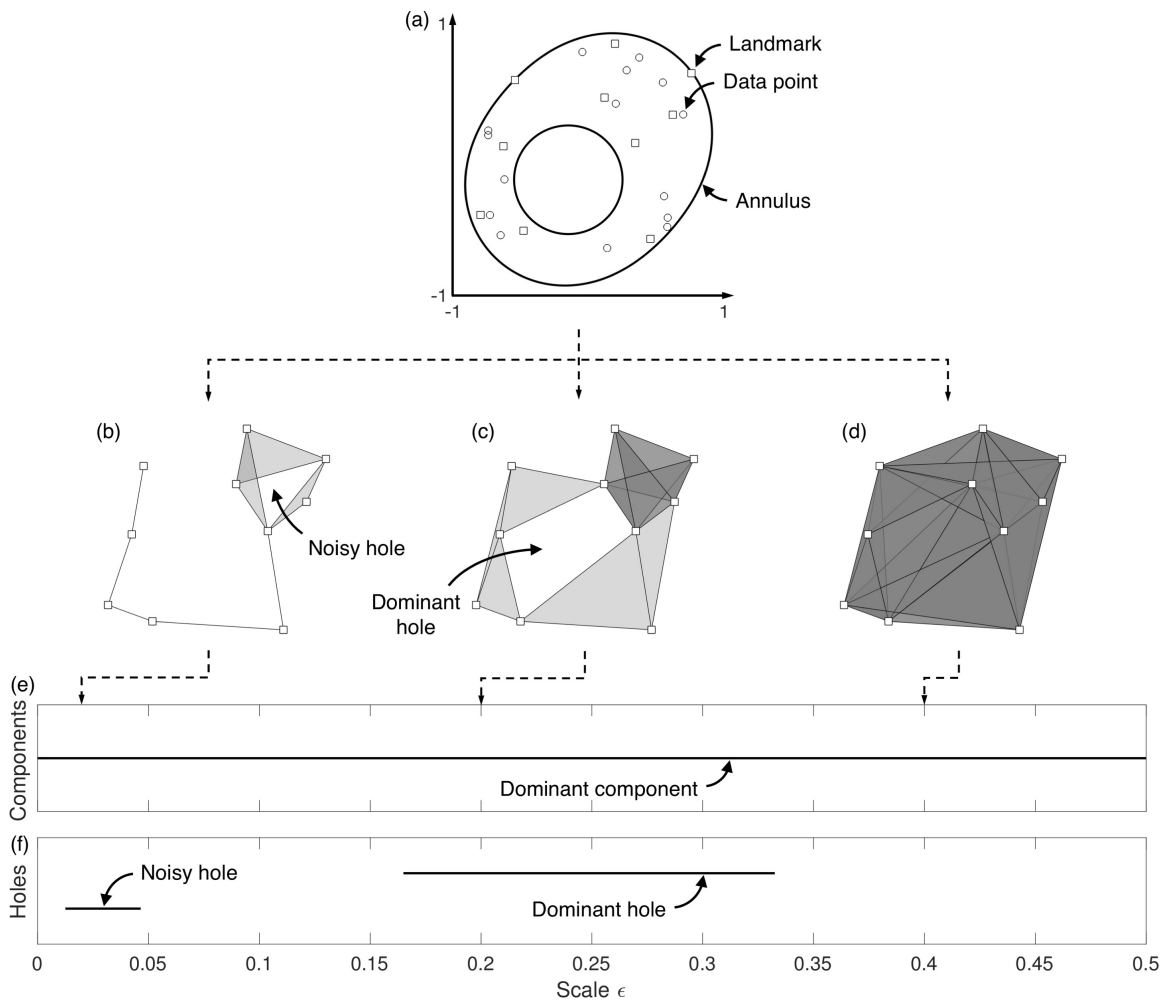 (a)
1
Landmark
Data point
Annulus
-1
-1
1
(b)
(c)
(d)
Noisy hole
Dominant
hole
(e)
Components
Dominant component
(f)
Holes
Noisy hole
Dominant hole
0
0.05
0.1
0.15
0.2
0.25
0.3
0.35
0.4
0.45
0.5
Scale ϵ